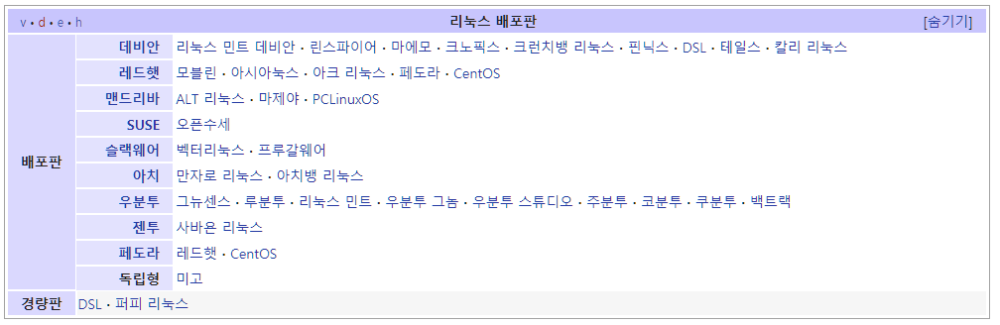 v • d • e • h 리눅스 배포판 [숨기기]
배포판
데비안 리눅스 민트 데비안 · 린스파이어 · 마에모 · 크노픽스 · 크런치뱅 리눅스 · 핀닉스 · DSL · 테일스 · 칼리 리눅스
레드햇 모블린 · 아시아눅스 · 아크 리눅스 · 페도라 · CentOS
맨드리바 ALT 리눅스 · 마제야 · PCLinuxOS
SUSE 오픈수세
슬랙웨어 벡터리눅스 · 프루갈웨어
아치 만자로 리눅스 · 아치뱅 리눅스
우분투 그뉴센스 · 루분투 · 리눅스 민트 · 우분투 그놈 · 우분투 스튜디오 · 주분투 · 코분투 · 쿠분투 · 백트랙
젠투 사바욘 리눅스
페도라 레드햇 · CentOS
독립형 미고
경량판 DSL · 퍼피 리눅스